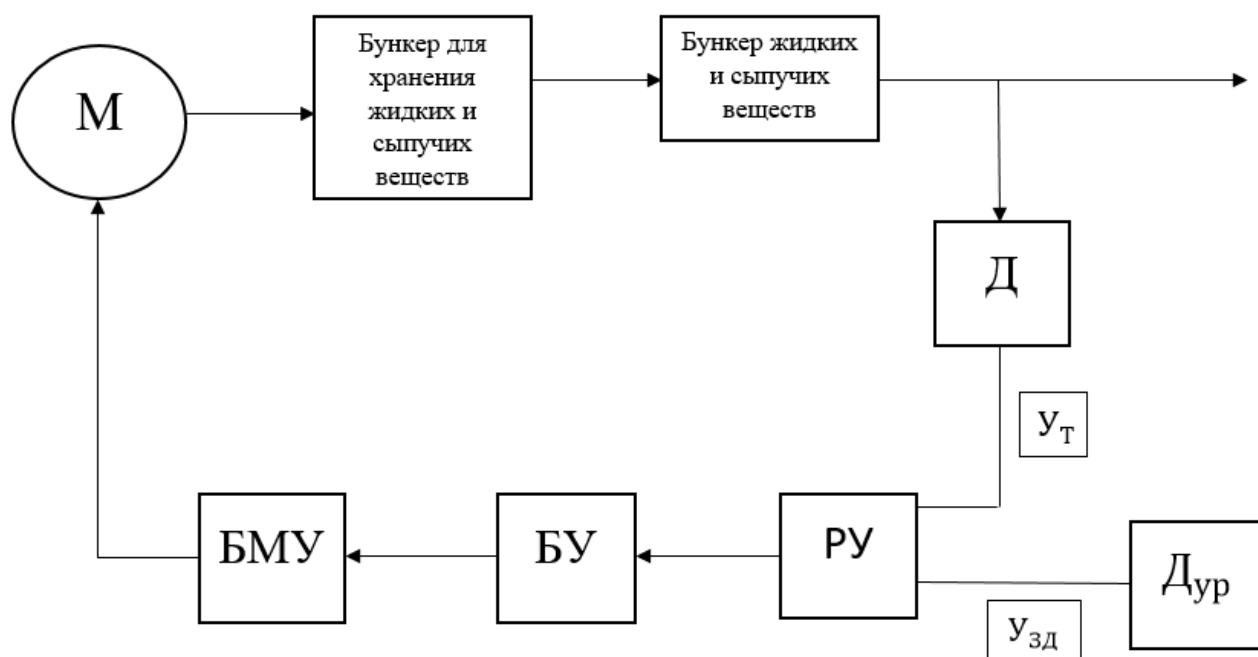 М
Бункер для
хранения
жидких и
сыпучих
веществ
Бункер жидких
и сыпучих
веществ
Д
Ут
БМУ
БУ
РУ
Дур
Узд